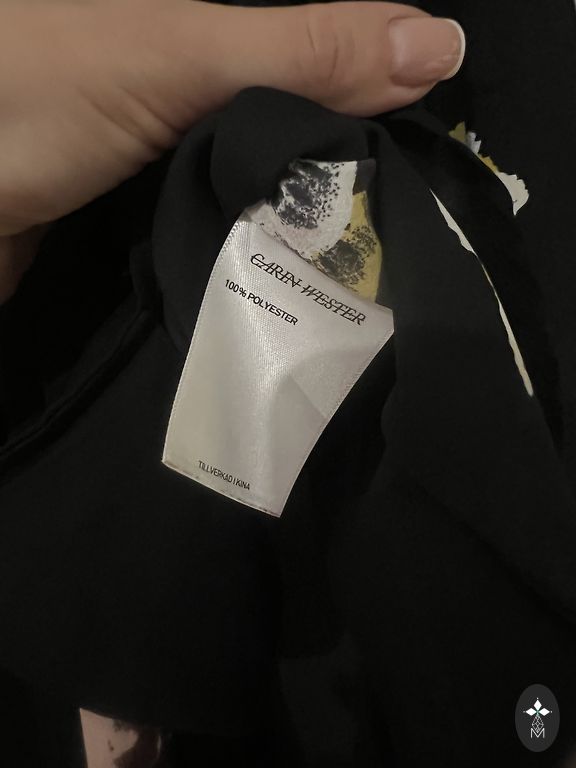 CARIN WESTER
100% POLYESTER
TILLVERKAD I KINA
M